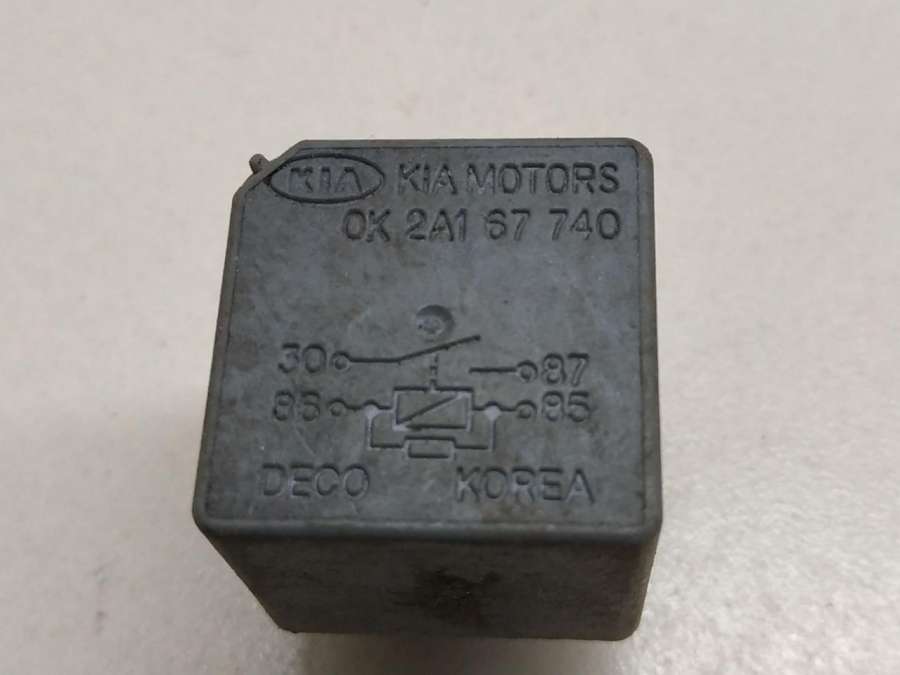 KIA KIA MOTORS
0K 2A1 67 740
30 87
86 85
DECO KOREA